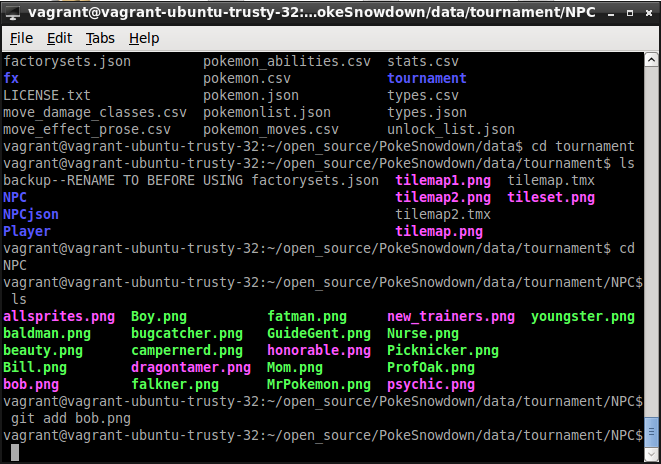 vagrant@vagrant-ubuntu-trusty-32:...okeSnowdown/data/tournament/NPC
File Edit Tabs Help
factorysets.json pokemon_abilities.csv stats.csv
fx pokemon.csv tournament
LICENSE.txt pokemon.json types.csv
move_damage_classes.csv pokemonlist.json types.json
move_effect_prose.csv pokemon_moves.csv unlock_list.json
vagrant@vagrant-ubuntu-trusty-32:~/open_source/PokeSnowdown/data$ cd tournament
vagrant@vagrant-ubuntu-trusty-32:~/open_source/PokeSnowdown/data/tournament$ ls
backup--RENAME TO BEFORE USING factorysets.json tilemap1.png tilemap.tmx
NPC tilemap2.png tileset.png
NPCjson tilemap2.tmx
Player tilemap.png
vagrant@vagrant-ubuntu-trusty-32:~/open_source/PokeSnowdown/data/tournament$ cd
NPC
vagrant@vagrant-ubuntu-trusty-32:~/open_source/PokeSnowdown/data/tournament/NPC$
ls
allsprites.png Boy.png fatman.png new_trainers.png youngster.png
baldman.png bugcatcher.png GuideGent.png Nurse.png
beauty.png campernerd.png honorable.png Picknicker.png
Bill.png dragontamer.png Mom.png ProfOak.png
bob.png falkner.png MrPokemon.png psychic.png
vagrant@vagrant-ubuntu-trusty-32:~/open_source/PokeSnowdown/data/tournament/NPC$
git add bob.png
vagrant@vagrant-ubuntu-trusty-32:~/open_source/PokeSnowdown/data/tournament/NPC$